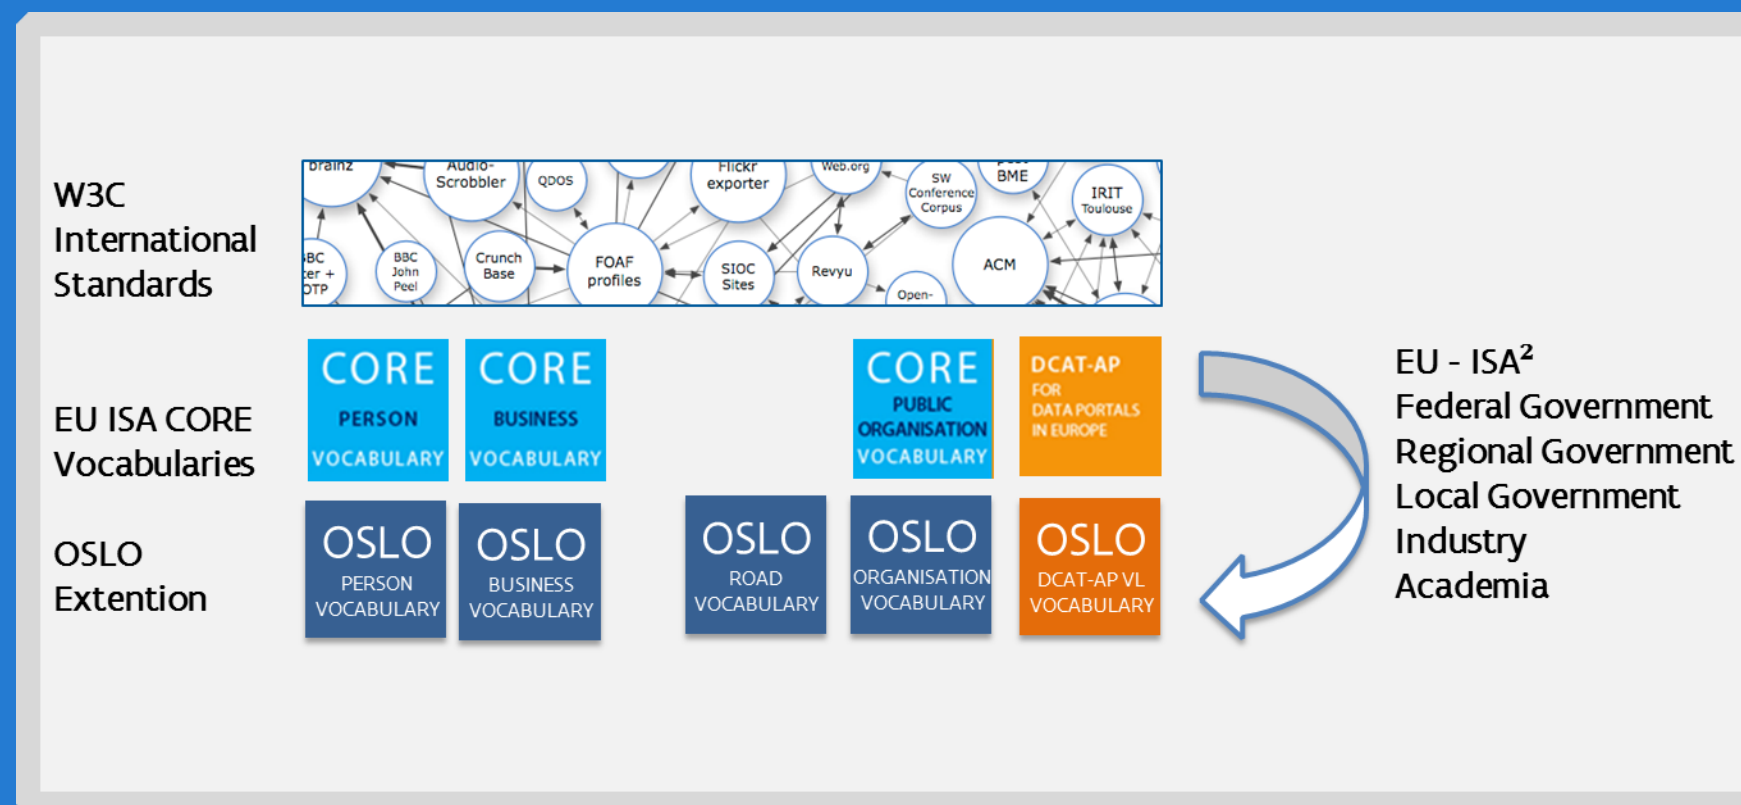 W3C
International
Standards
brainz
Audio-
Scrobbler
QDOS
Flickr
exporter
Web.org
SW
Conference
Corpus
BME
IRIT
Toulouse
BBC
John
Peel
Crunch
Base
FOAF
profiles
SIOC
Sites
Revyu
Open-
ACM
EU ISA CORE
Vocabularies
CORE
PERSON
VOCABULARY
CORE
BUSINESS
VOCABULARY
CORE
PUBLIC
ORGANISATION
VOCABULARY
DCAT-AP
FOR
DATA PORTALS
IN EUROPE
OSLO
Extention
OSLO
PERSON
VOCABULARY
OSLO
BUSINESS
VOCABULARY
OSLO
ROAD
VOCABULARY
OSLO
ORGANISATION
VOCABULARY
OSLO
DCAT-AP VL
VOCABULARY
EU - ISA²
Federal Government
Regional Government
Local Government
Industry
Academia